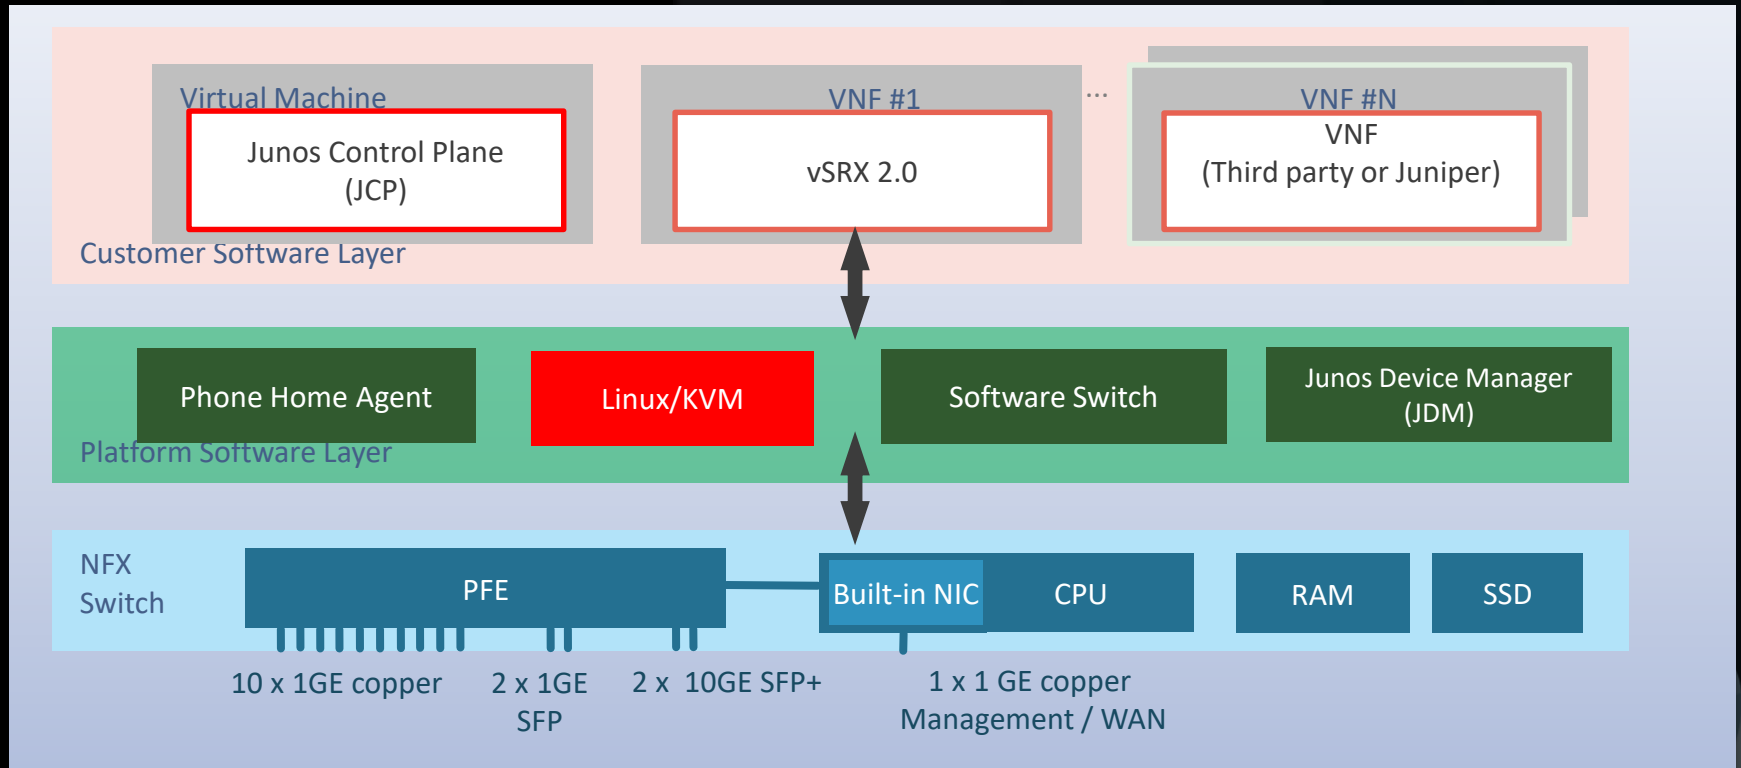 Virtual Machine
Junos Control Plane
(JCP)
VNF #1
vSRX 2.0
...
VNF #N
VNF
(Third party or Juniper)
Customer Software Layer
Phone Home Agent
Linux/KVM
Software Switch
Junos Device Manager
(JDM)
Platform Software Layer
NFX
Switch
PFE
Built-in NIC
CPU
RAM
SSD
10 x 1GE copper
2 x 1GE
SFP
2 x 10GE SFP+
1 x 1 GE copper
Management / WAN